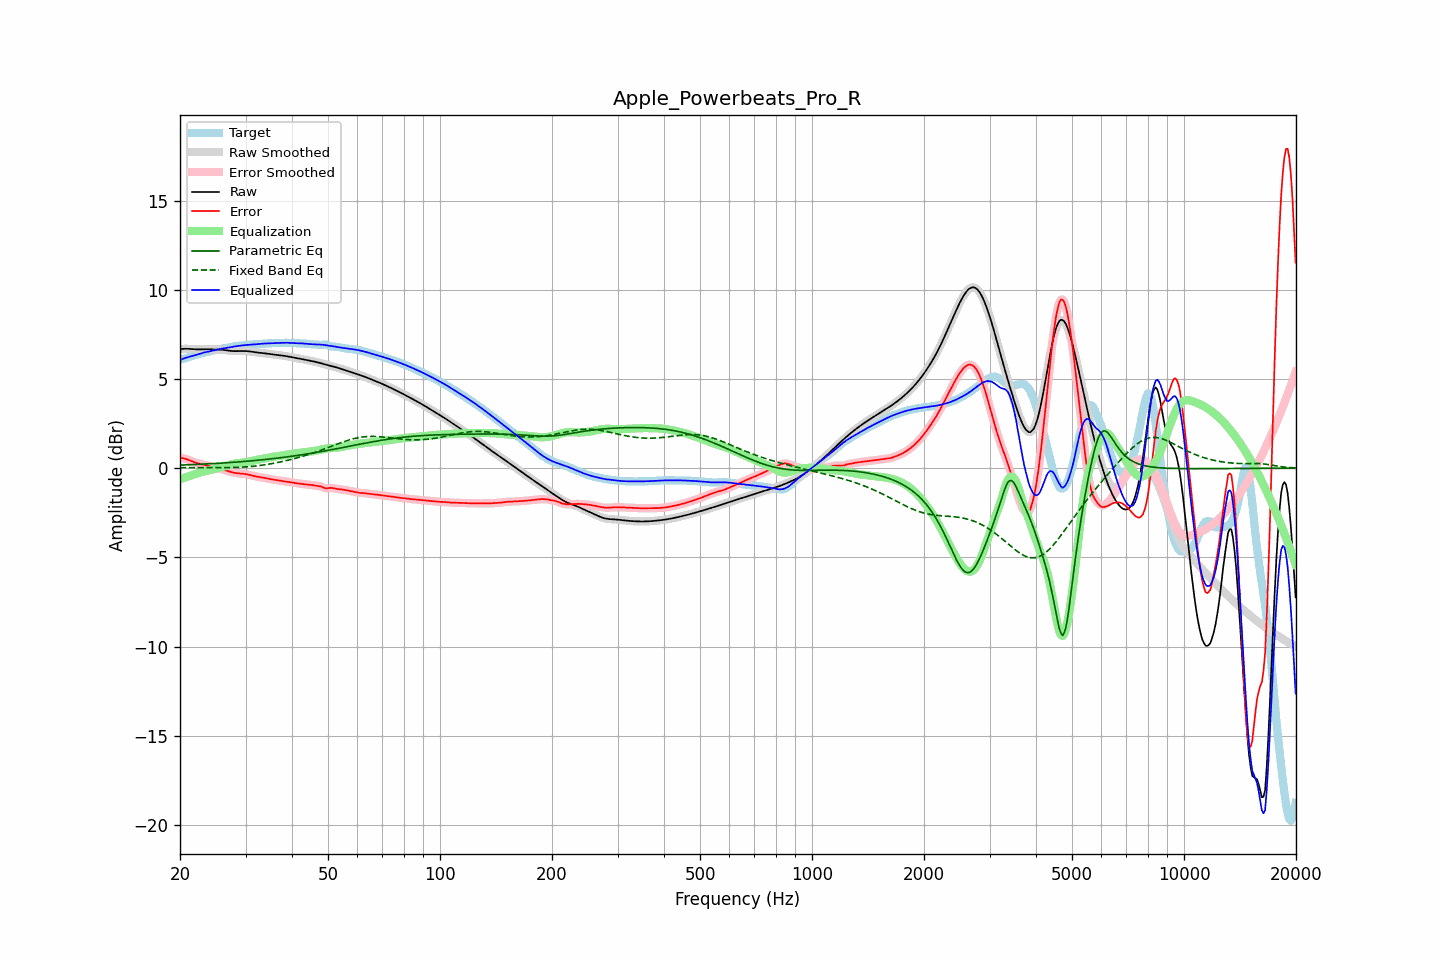 Apple_Powerbeats_Pro_R
Target
Raw Smoothed
Error Smoothed
Raw
Error
Equalization
Parametric Eq
Fixed Band Eq
Equalized
15
10
5
0
−5
−10
−15
−20
Amplitude (dBr)
20
50
100
200
500
1000
2000
5000
10000
20000
Frequency (Hz)